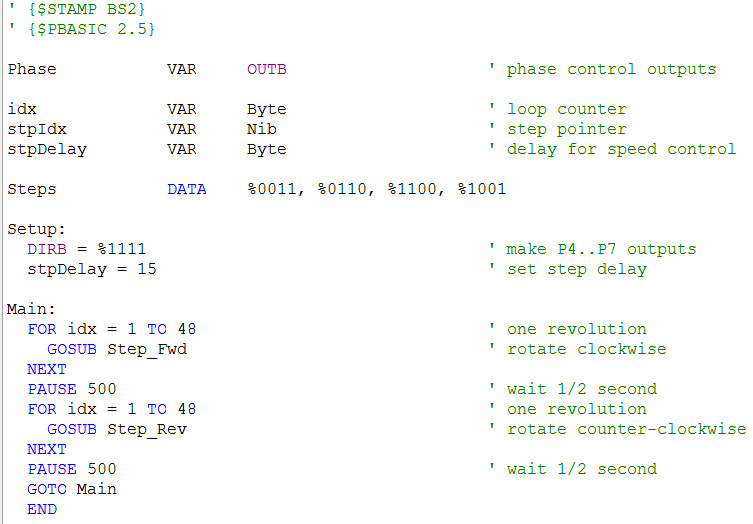 ' {$STAMP BS2}
' {$PBASIC 2.5}
Phase VAR OUTB ' phase control outputs
idx VAR Byte ' loop counter
stpIdx VAR Nib ' step pointer
stpDelay VAR Byte ' delay for speed control
Steps DATA %0011, %0110, %1100, %1001
Setup:
DIRB = %1111 ' make P4..P7 outputs
stpDelay = 15 ' set step delay
Main:
FOR idx = 1 TO 48 ' one revolution
GOSUB Step_Fwd ' rotate clockwise
NEXT
PAUSE 500 ' wait 1/2 second
FOR idx = 1 TO 48 ' one revolution
GOSUB Step_Rev ' rotate counter-clockwise
NEXT
PAUSE 500 ' wait 1/2 second
GOTO Main
END